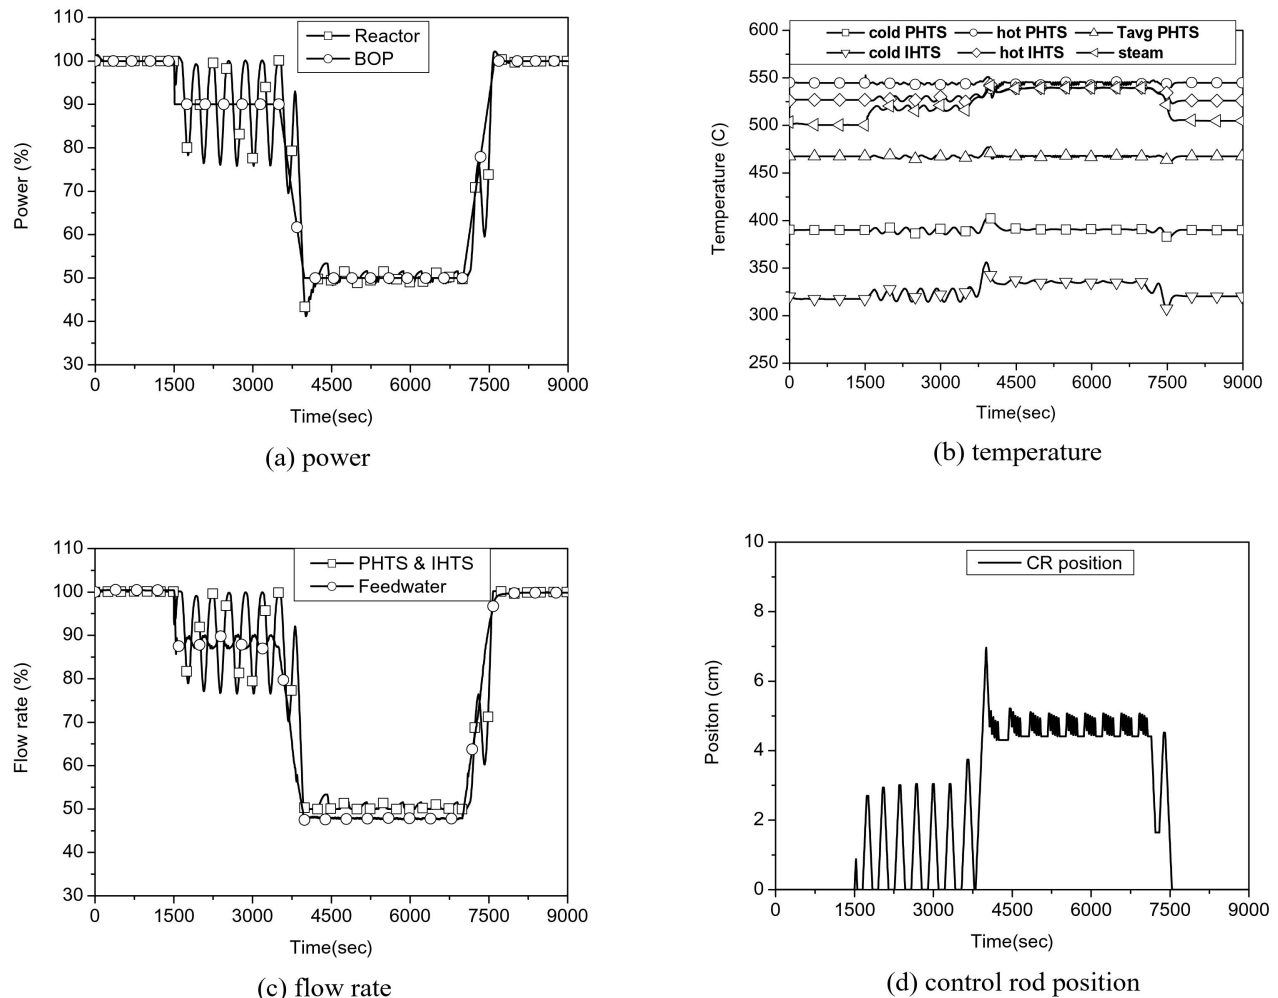 110
100
90
80
70
60
50
40
30
Power (%)
Reactor
BOP
0 1500 3000 4500 6000 7500 9000
Time(sec)
(a) power
600
550
500
450
400
350
300
250
Temperature (C)
cold PHTS hot PHTS Tavg PHTS
cold IHTS hot IHTS steam
0 1500 3000 4500 6000 7500 9000
Time(sec)
(b) temperature
110
100
90
80
70
60
50
40
30
Flow rate (%)
PHTS & IHTS
Feedwater
0 1500 3000 4500 6000 7500 9000
Time(sec)
(c) flow rate
10
8
6
4
2
0
Positon (cm)
CR position
0 1500 3000 4500 6000 7500 9000
Time(sec)
(d) control rod position